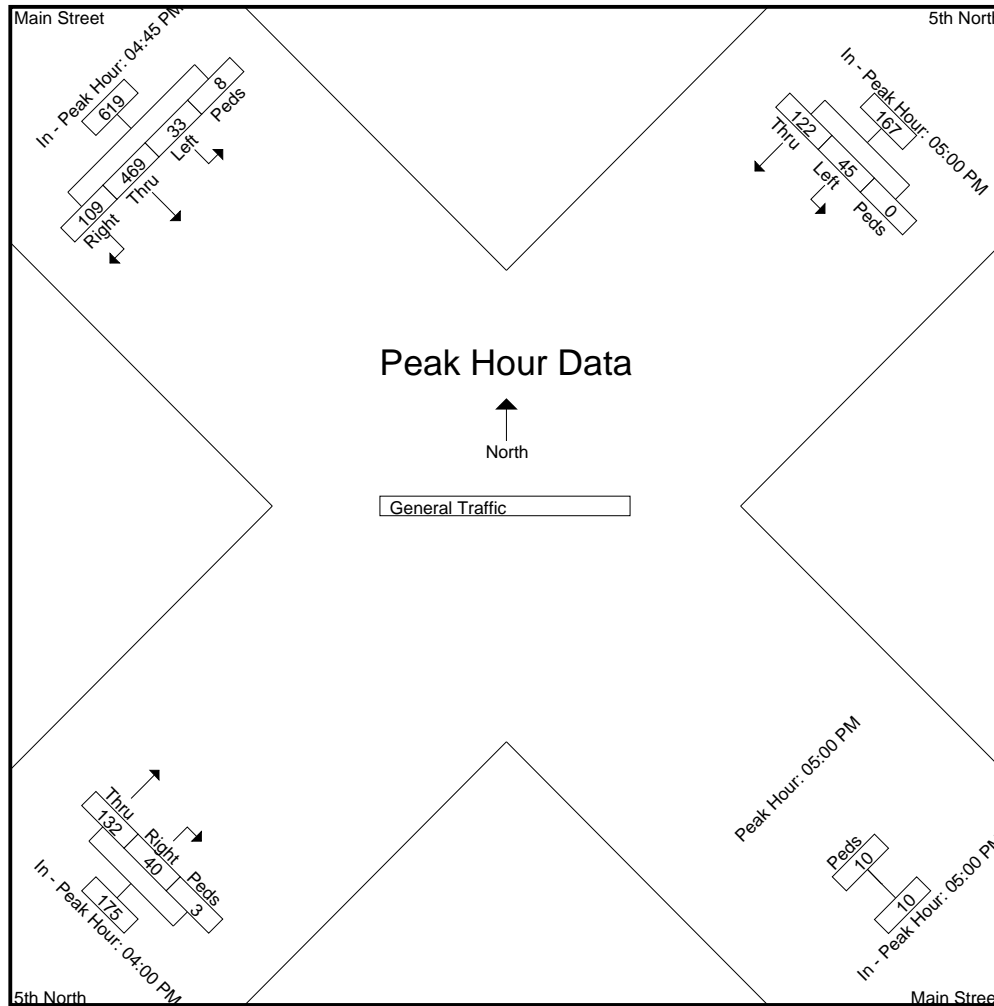 Main Street
5th North
In - Peak Hour: 04:45 PM
619
8
33
469
109
Peds
Left
Thru
Right
In - Peak Hour: 05:00 PM
167
122
45
0
Thru
Left
Peds
Peak Hour Data
North
General Traffic
Thru
Right
Peds
132
40
3
175
In - Peak Hour: 04:00 PM
Peak Hour: 05:00 PM
Peds
10
10
In - Peak Hour: 05:00 PM
5th North
Main Street